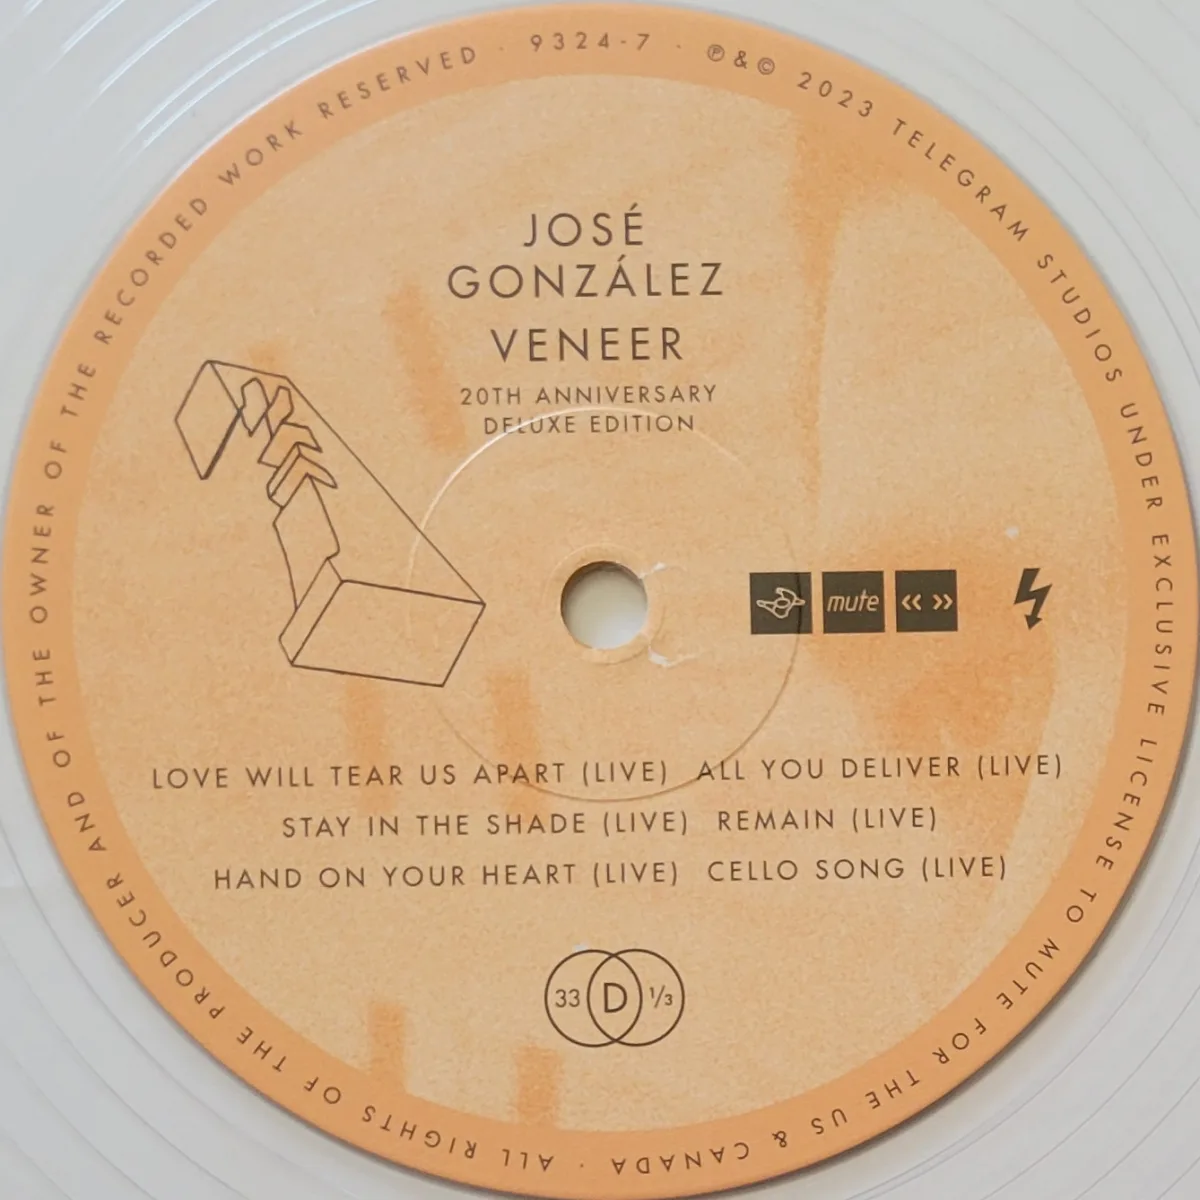 JOSÉ
GONZÁLEZ
VENEER
20TH ANNIVERSARY
DELUXE EDITION
mute
LOVE WILL TEAR US APART (LIVE) ALL YOU DELIVER (LIVE)
STAY IN THE SHADE (LIVE) REMAIN (LIVE)
HAND ON YOUR HEART (LIVE) CELLO SONG (LIVE)
33 D ⅓
ALL RIGHTS OF THE PRODUCER AND OF THE OWNER OF THE RECORDED WORK RESERVED · 9324-7 · ℗&© 2023 TELEGRAM STUDIOS UNDER EXCLUSIVE LICENSE TO MUTE FOR THE US & CANADA ·